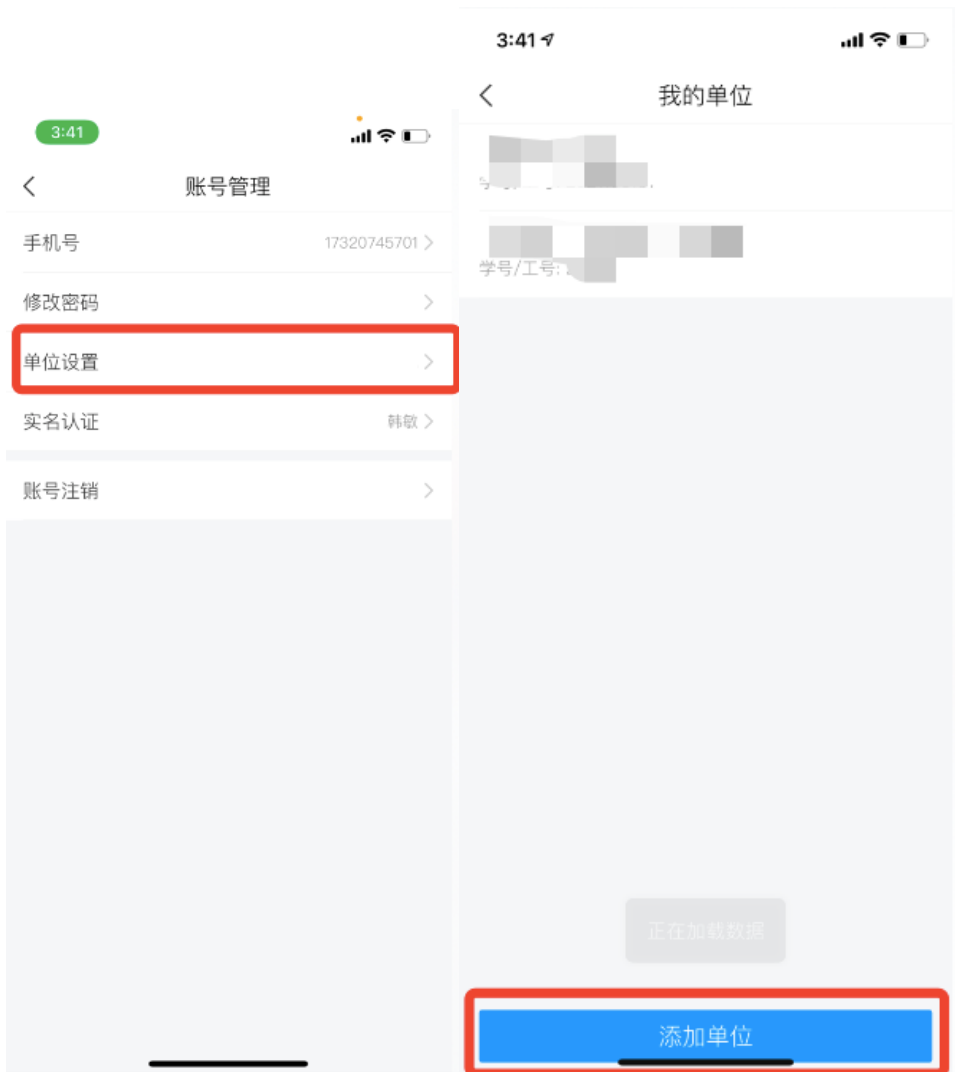 3:41
账号管理
手机号 17320745701
修改密码
单位设置
实名认证 韩敏
账号注销
3:41
我的单位
学号/工号:
正在加载数据
添加单位